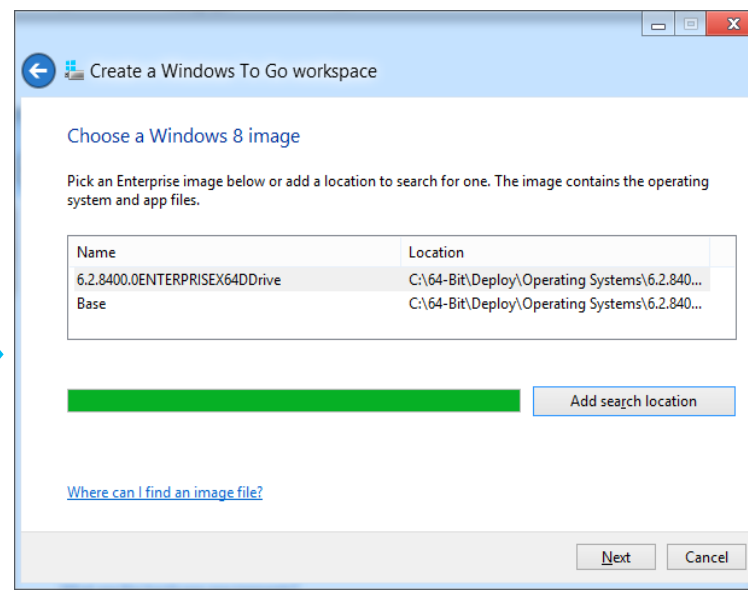 Create a Windows To Go workspace
Choose a Windows 8 image
Pick an Enterprise image below or add a location to search for one. The image contains the operating
system and app files.
Name Location
6.2.8400.0ENTERPRISEX64DDrive C:\64-Bit\Deploy\Operating Systems\6.2.840...
Base C:\64-Bit\Deploy\Operating Systems\6.2.840...
Add search location
Where can I find an image file?
Next Cancel